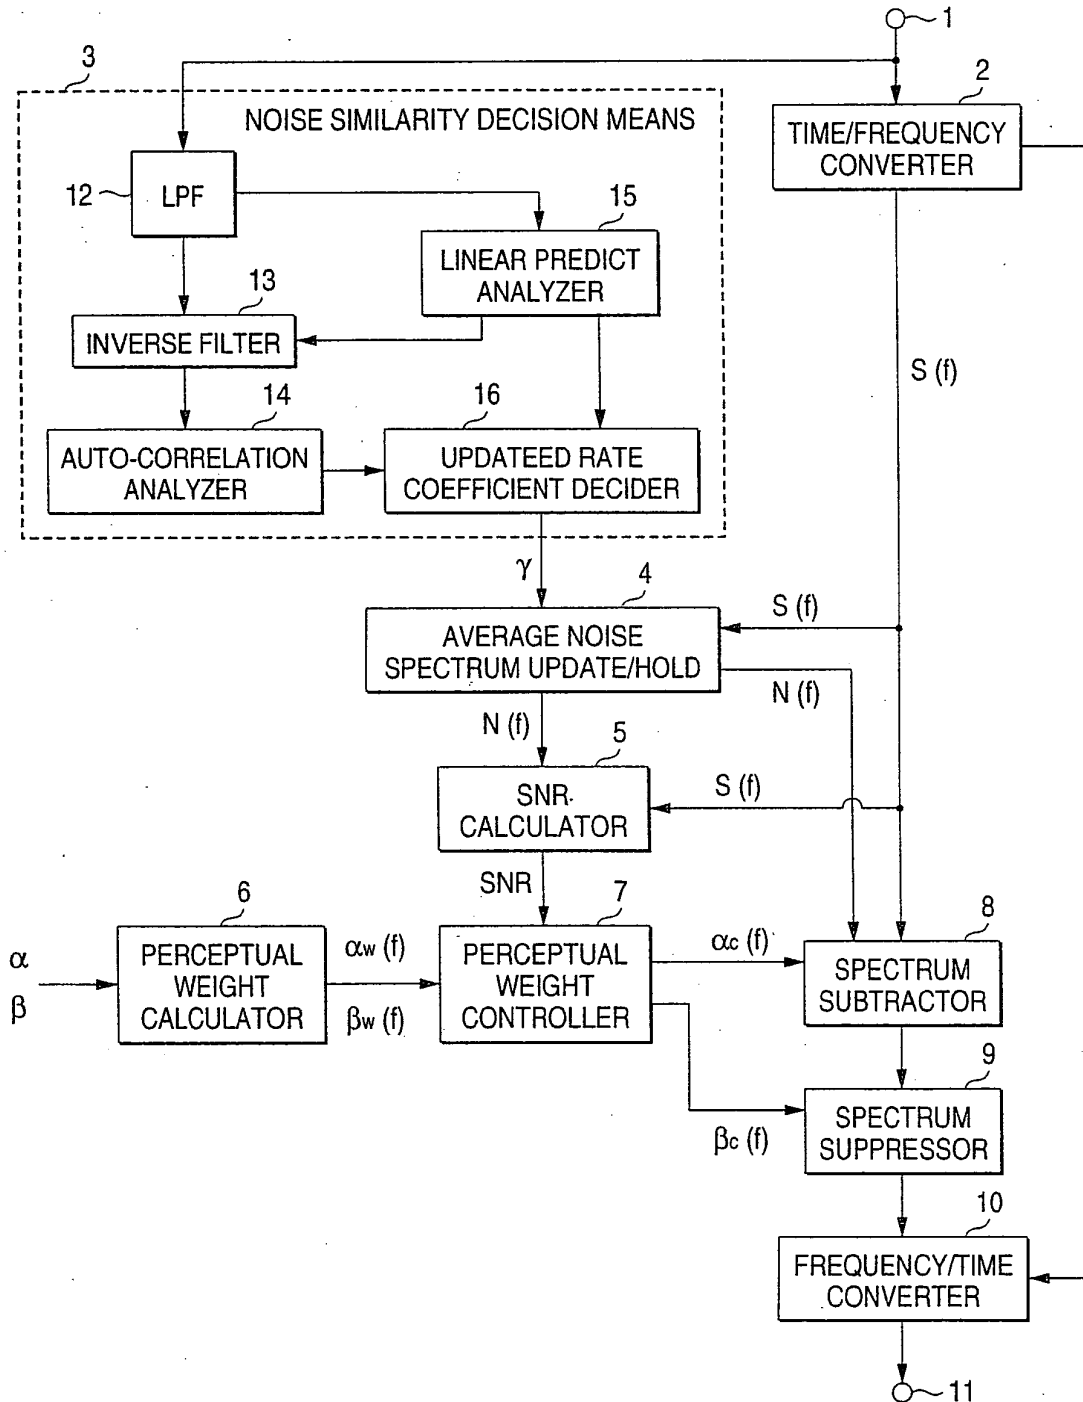 1
3
2
NOISE SIMILARITY DECISION MEANS
TIME/FREQUENCY
CONVERTER
12
LPF
15
LINEAR PREDICT
ANALYZER
13
INVERSE FILTER
S (f)
14
16
AUTO-CORRELATION
ANALYZER
UPDATEED RATE
COEFFICIENT DECIDER
γ
4
S (f)
AVERAGE NOISE
SPECTRUM UPDATE/HOLD
N (f)
N (f)
5
S (f)
SNR
CALCULATOR
SNR
6
7
8
α
β
PERCEPTUAL
WEIGHT
CALCULATOR
αw (f)
βw (f)
PERCEPTUAL
WEIGHT
CONTROLLER
αc (f)
SPECTRUM
SUBTRACTOR
9
βc (f)
SPECTRUM
SUPPRESSOR
10
FREQUENCY/TIME
CONVERTER
11